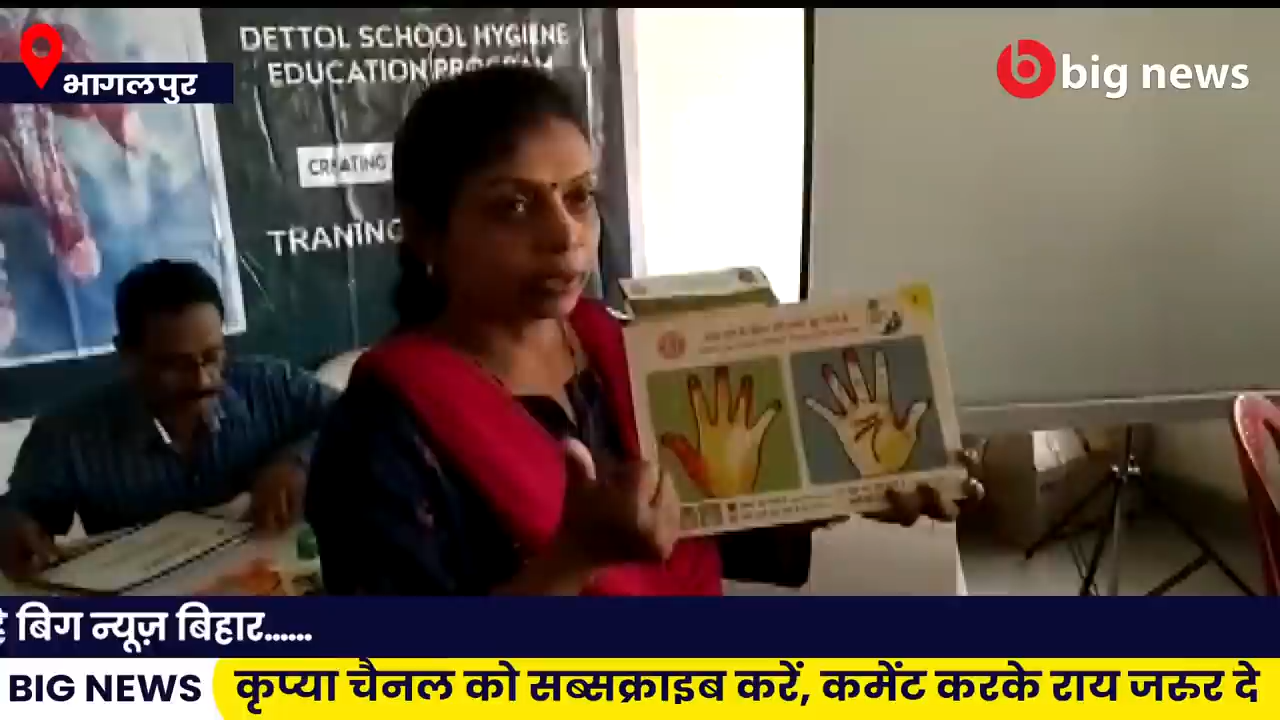 DETTOL SCHOOL HYGIENE
EDUCATION PROGRAM
भागलपुर
big news
CREATING
TRANING
है बिग न्यूज़ बिहार......
BIG NEWS
कृप्या चैनल को सब्सक्राइब करें, कमेंट करके राय जरुर दे